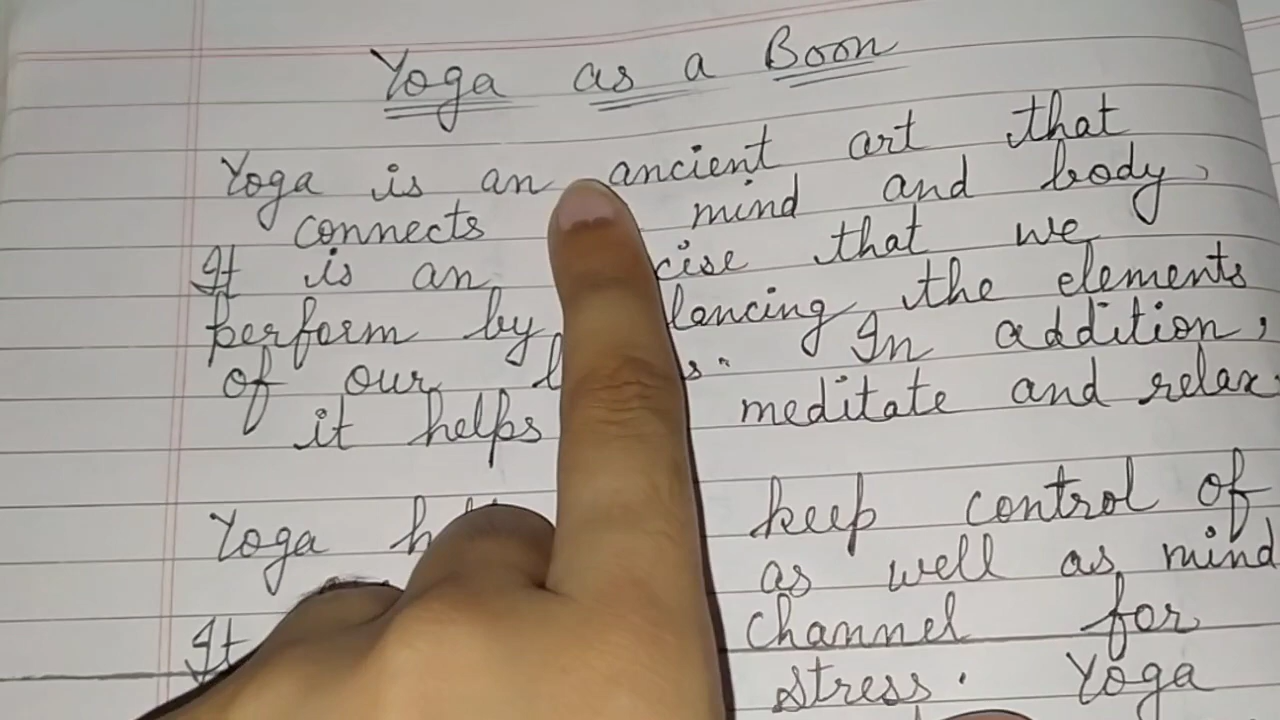 Yoga as a Boon
Yoga is an ancient art that
connects mind and body.
It is an cise that we
perform by lancing the elements
of our s. In addition,
it helps meditate and relax.
Yoga keep control of
as well as mind
It channel for
stress. Yoga